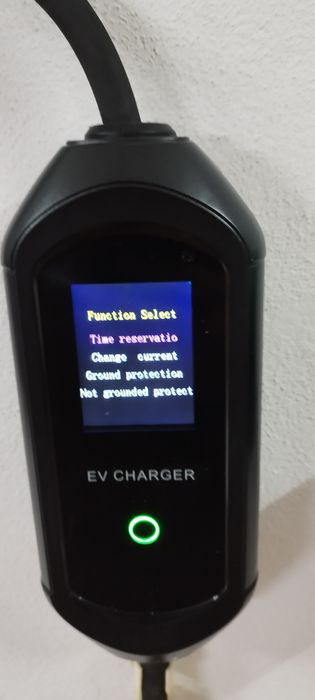 Function Select
Time reservatio
Change current
Ground protection
Not grounded protect
EV CHARGER